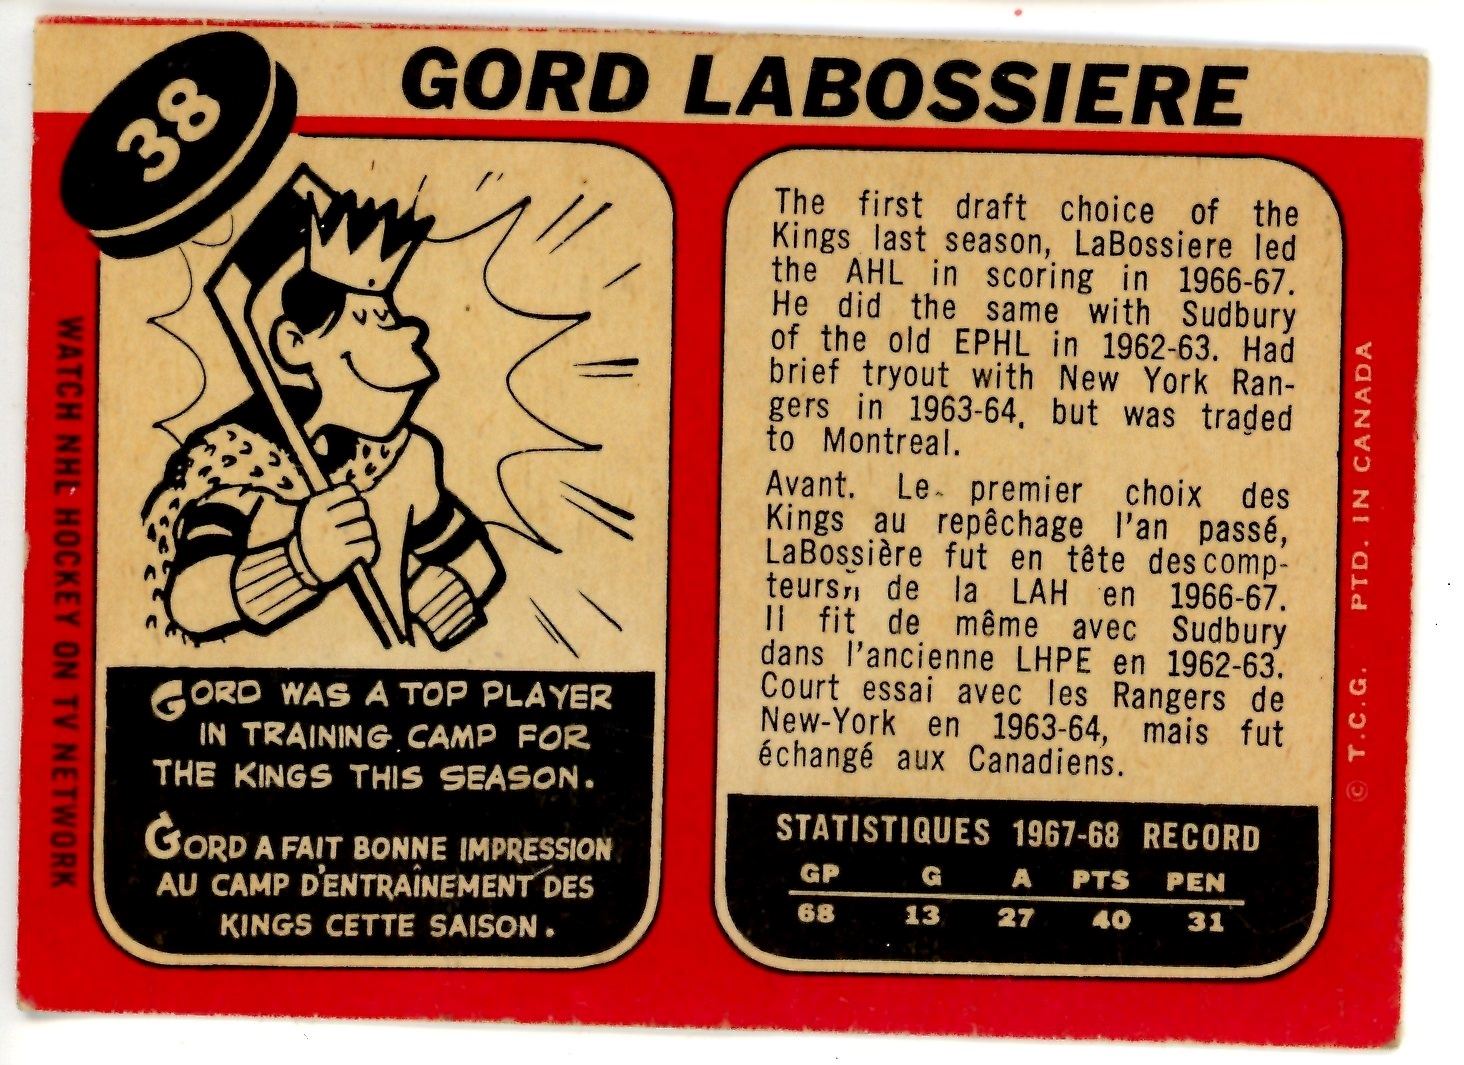 38
GORD LABOSSIERE
GORD WAS A TOP PLAYER
IN TRAINING CAMP FOR
THE KINGS THIS SEASON.
GORD A FAIT BONNE IMPRESSION
AU CAMP D'ENTRAÎNEMENT DES
KINGS CETTE SAISON.
The first draft choice of the
Kings last season, LaBossiere led
the AHL in scoring in 1966-67.
He did the same with Sudbury
of the old EPHL in 1962-63. Had
brief tryout with New York Ran-
gers in 1963-64, but was traded
to Montreal.
Avant. Le premier choix des
Kings au repêchage l'an passé,
LaBossière fut en tête des comp-
teurs de la LAH en 1966-67.
Il fit de même avec Sudbury
dans l'ancienne LHPE en 1962-63.
Court essai avec les Rangers de
New-York en 1963-64, mais fut
échangé aux Canadiens.
STATISTIQUES 1967-68 RECORD
GP G A PTS PEN
68 13 27 40 31
WATCH NHL HOCKEY ON TV NETWORK
© T.C.G. PTD. IN CANADA